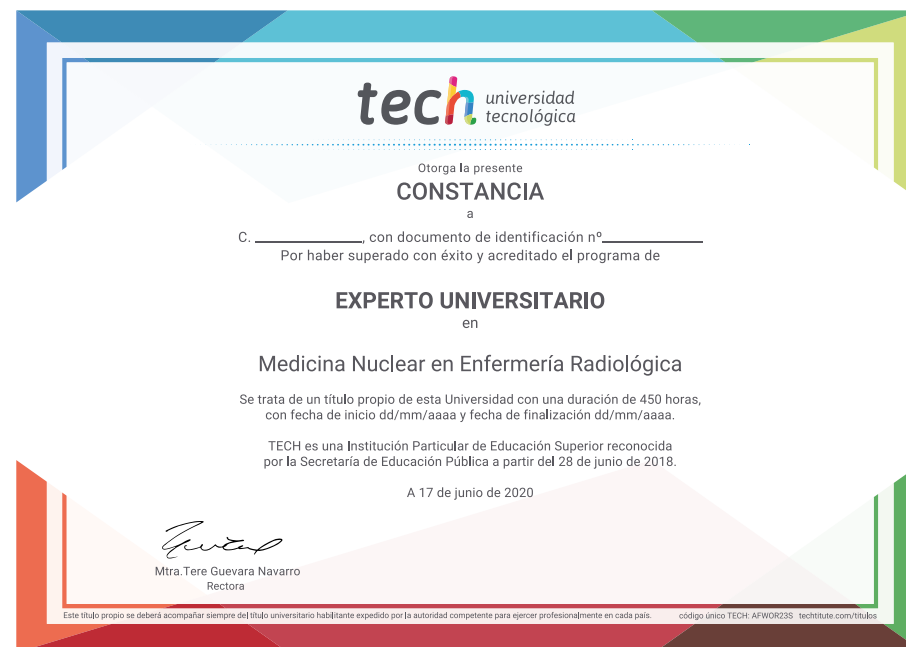 tech universidad
tecnológica
Otorga la presente
CONSTANCIA
a
C. ____________, con documento de identificación nº____________
Por haber superado con éxito y acreditado el programa de
EXPERTO UNIVERSITARIO
en
Medicina Nuclear en Enfermería Radiológica
Se trata de un título propio de esta Universidad con una duración de 450 horas,
con fecha de inicio dd/mm/aaaa y fecha de finalización dd/mm/aaaa.
TECH es una Institución Particular de Educación Superior reconocida
por la Secretaría de Educación Pública a partir del 28 de junio de 2018.
A 17 de junio de 2020
Mtra.Tere Guevara Navarro
Rectora
Este título propio se deberá acompañar siempre del título universitario habilitante expedido por la autoridad competente para ejercer profesionalmente en cada país. código único TECH: AFWOR23S techtitute.com/títulos